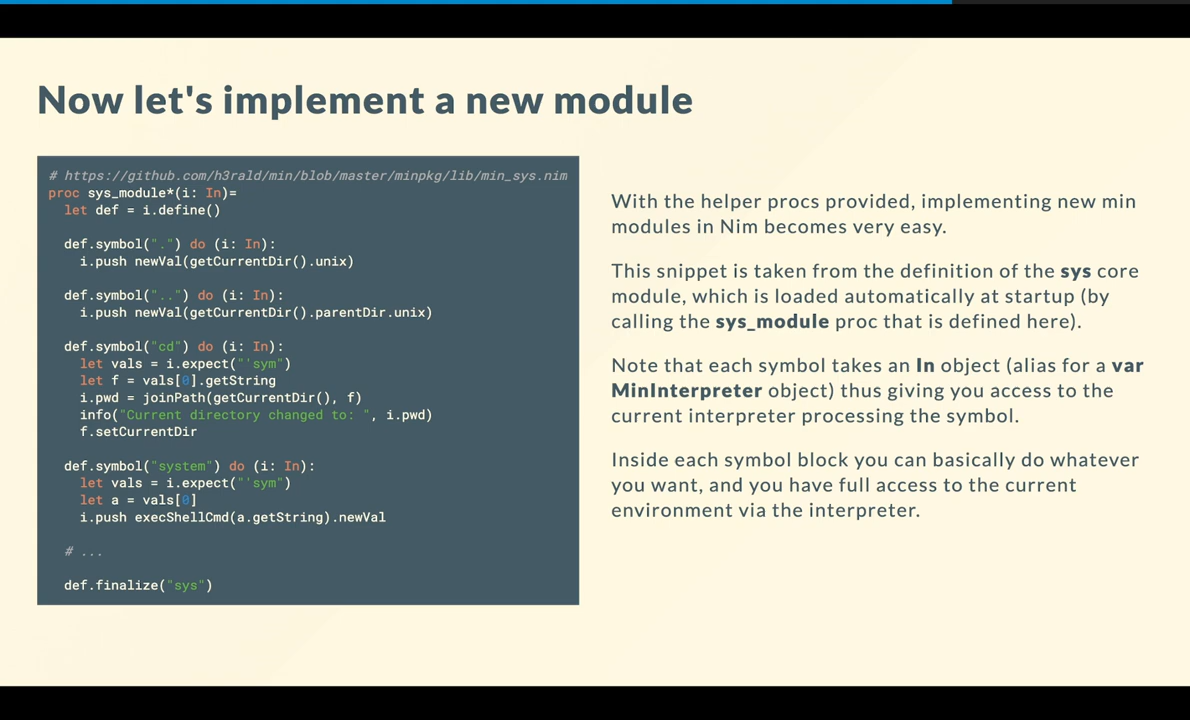 Now let's implement a new module
# https://github.com/h3rald/min/blob/master/minpkg/lib/min_sys.nim
proc sys_module*(i: In)=
  let def = i.define()

  def.symbol(".") do (i: In):
    i.push newVal(getCurrentDir().unix)

  def.symbol("..") do (i: In):
    i.push newVal(getCurrentDir().parentDir.unix)

  def.symbol("cd") do (i: In):
    let vals = i.expect("'sym")
    let f = vals[0].getString
    i.pwd = joinPath(getCurrentDir(), f)
    info("Current directory changed to: ", i.pwd)
    f.setCurrentDir

  def.symbol("system") do (i: In):
    let vals = i.expect("'sym")
    let a = vals[0]
    i.push execShellCmd(a.getString).newVal

  # ...

  def.finalize("sys")
With the helper procs provided, implementing new min
modules in Nim becomes very easy.
This snippet is taken from the definition of the sys core
module, which is loaded automatically at startup (by
calling the sys_module proc that is defined here).
Note that each symbol takes an In object (alias for a var
MinInterpreter object) thus giving you access to the
current interpreter processing the symbol.
Inside each symbol block you can basically do whatever
you want, and you have full access to the current
environment via the interpreter.